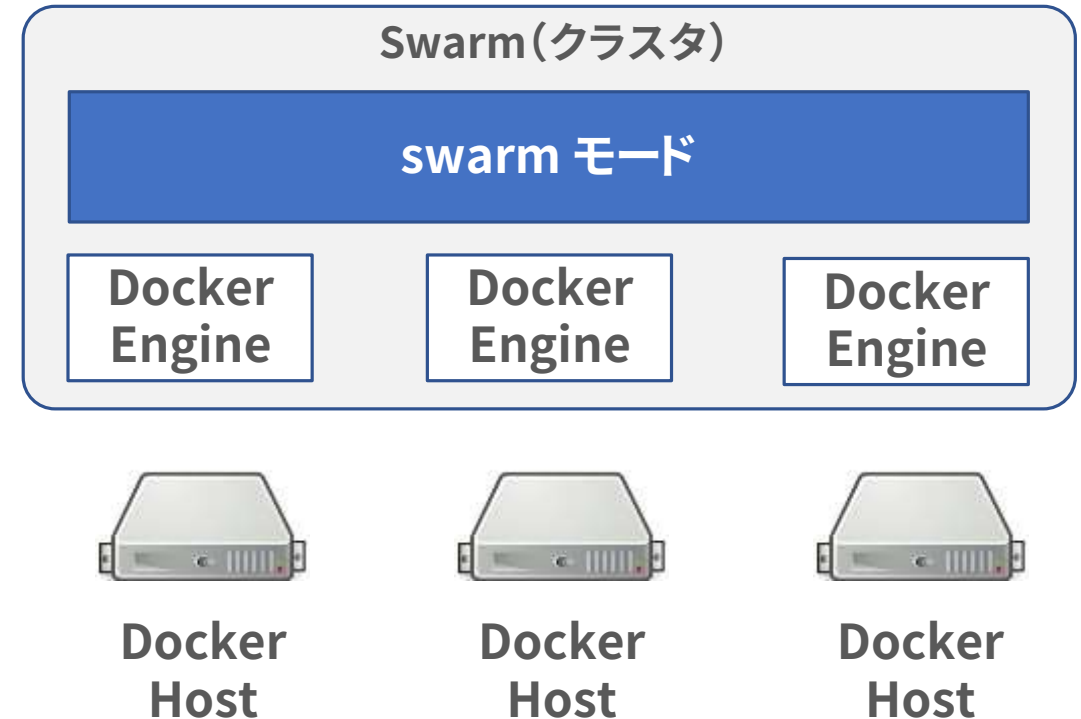 Swarm（クラスタ）
swarm モード
Docker
Engine
Docker
Engine
Docker
Engine
Docker
Host
Docker
Host
Docker
Host